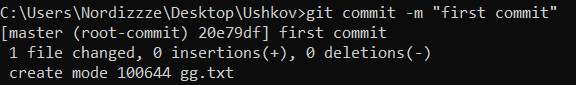 C:\Users\Nordizzze\Desktop\Ushkov>git commit -m "first commit"
[master (root-commit) 20e79df] first commit
 1 file changed, 0 insertions(+), 0 deletions(-)
 create mode 100644 gg.txt